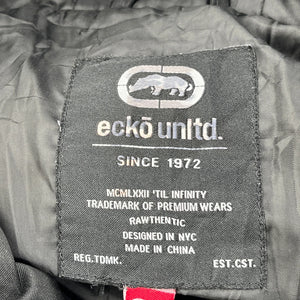 eckō unltd.
SINCE 1972
MCMLXXII 'TIL INFINITY
TRADEMARK OF PREMIUM WEARS
RAWTHENTIC
DESIGNED IN NYC
MADE IN CHINA
REG.TDMK. EST.CST.